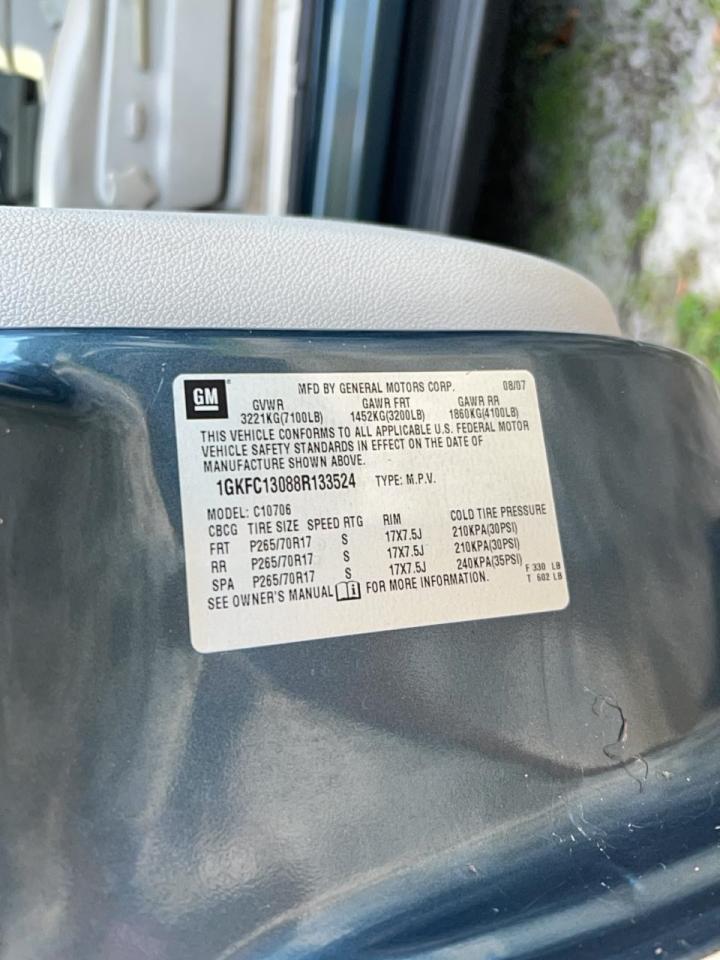 GM
MFD BY GENERAL MOTORS CORP. 08/07
GVWR GAWR FRT GAWR RR
3221KG(7100LB) 1452KG(3200LB) 1860KG(4100LB)
THIS VEHICLE CONFORMS TO ALL APPLICABLE U.S. FEDERAL MOTOR
VEHICLE SAFETY STANDARDS IN EFFECT ON THE DATE OF
MANUFACTURE SHOWN ABOVE.
1GKFC13088R133524 TYPE: M.P.V.
MODEL: C10706
CBCG TIRE SIZE SPEED RTG RIM COLD TIRE PRESSURE
FRT P265/70R17 S 17X7.5J 210KPA(30PSI)
RR P265/70R17 S 17X7.5J 210KPA(30PSI)
SPA P265/70R17 S 17X7.5J 240KPA(35PSI)
SEE OWNER'S MANUAL i FOR MORE INFORMATION.
F 330 LB
T 602 LB